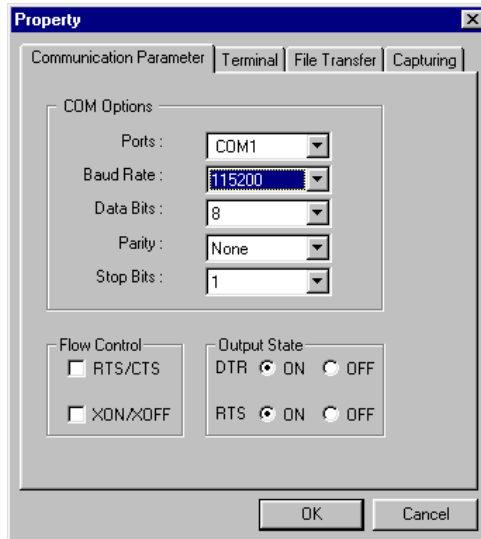 Property
Communication Parameter Terminal File Transfer Capturing
COM Options
Ports : COM1
Baud Rate : 115200
Data Bits : 8
Parity : None
Stop Bits : 1
Flow Control
RTS/CTS
XON/XOFF
Output State
DTR ON OFF
RTS ON OFF
OK Cancel